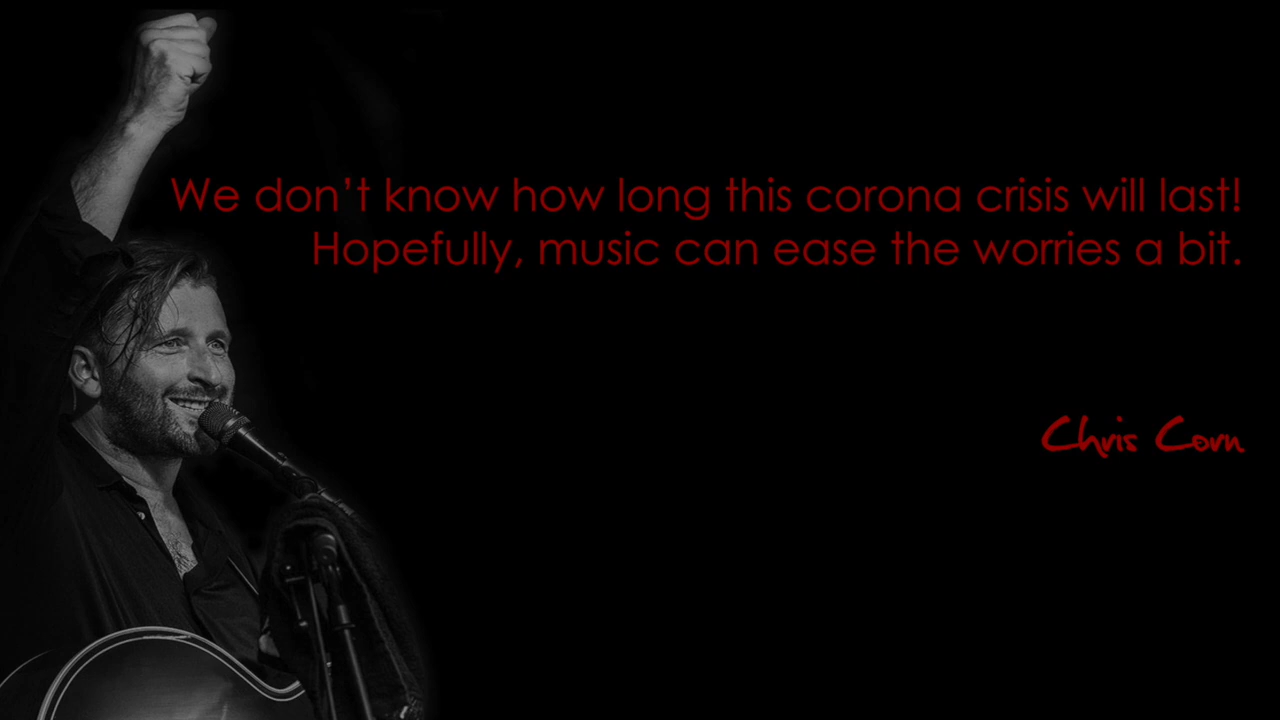 We don’t know how long this corona crisis will last!
Hopefully, music can ease the worries a bit.
Chris Corn